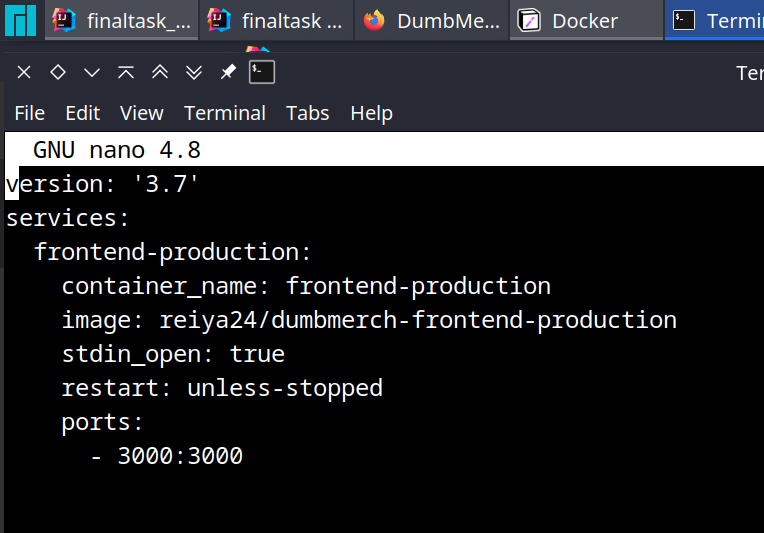 finaltask_... finaltask ... DumbMe... Docker Termi
Ter
File Edit View Terminal Tabs Help
GNU nano 4.8
version: '3.7'
services:
  frontend-production:
    container_name: frontend-production
    image: reiya24/dumbmerch-frontend-production
    stdin_open: true
    restart: unless-stopped
    ports:
      - 3000:3000